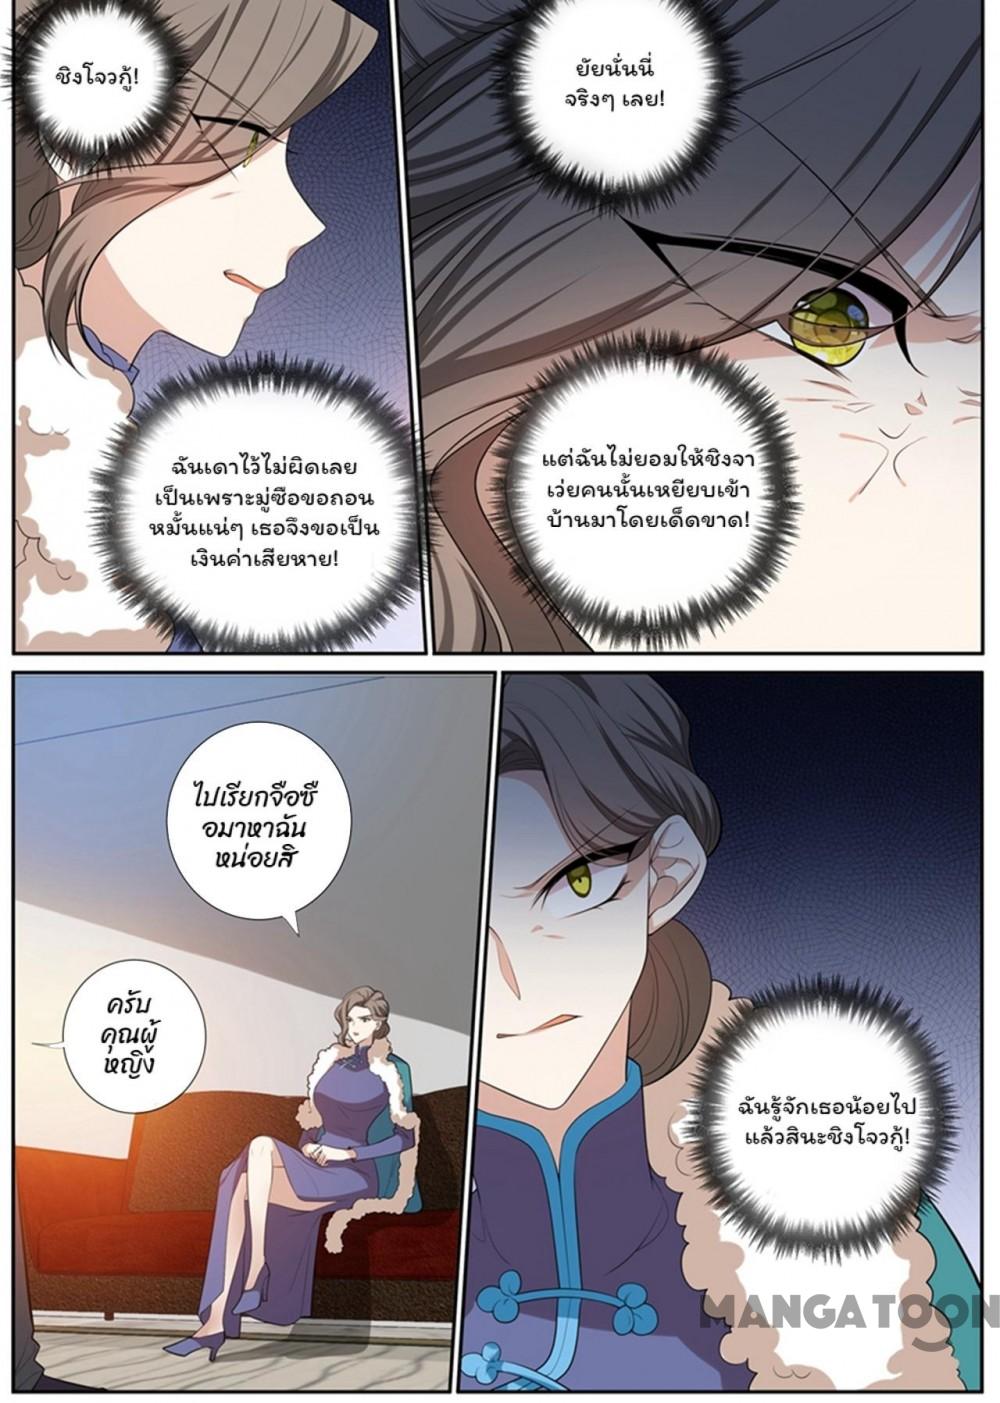 ชิงโจวกู้!
ฉันเดาไว้ไม่ผิดเลย
เป็นเพราะมู่ซือขอถอน
หมั้นแน่ๆ เธอจึงขอเป็น
เงินค่าเสียหาย!
ยัยนั่นนี่
จริงๆ เลย!
แต่ฉันไม่ยอมให้ชิงจา
เว่ยคนนั้นเหยียบเข้า
บ้านมาโดยเด็ดขาด!
ไปเรียกจือซื
อมาหาฉัน
หน่อยสิ
ครับ
คุณผู้
หญิง
ฉันรู้จักเธอน้อยไป
แล้วสินะชิงโจวกู้!
MANGATOON